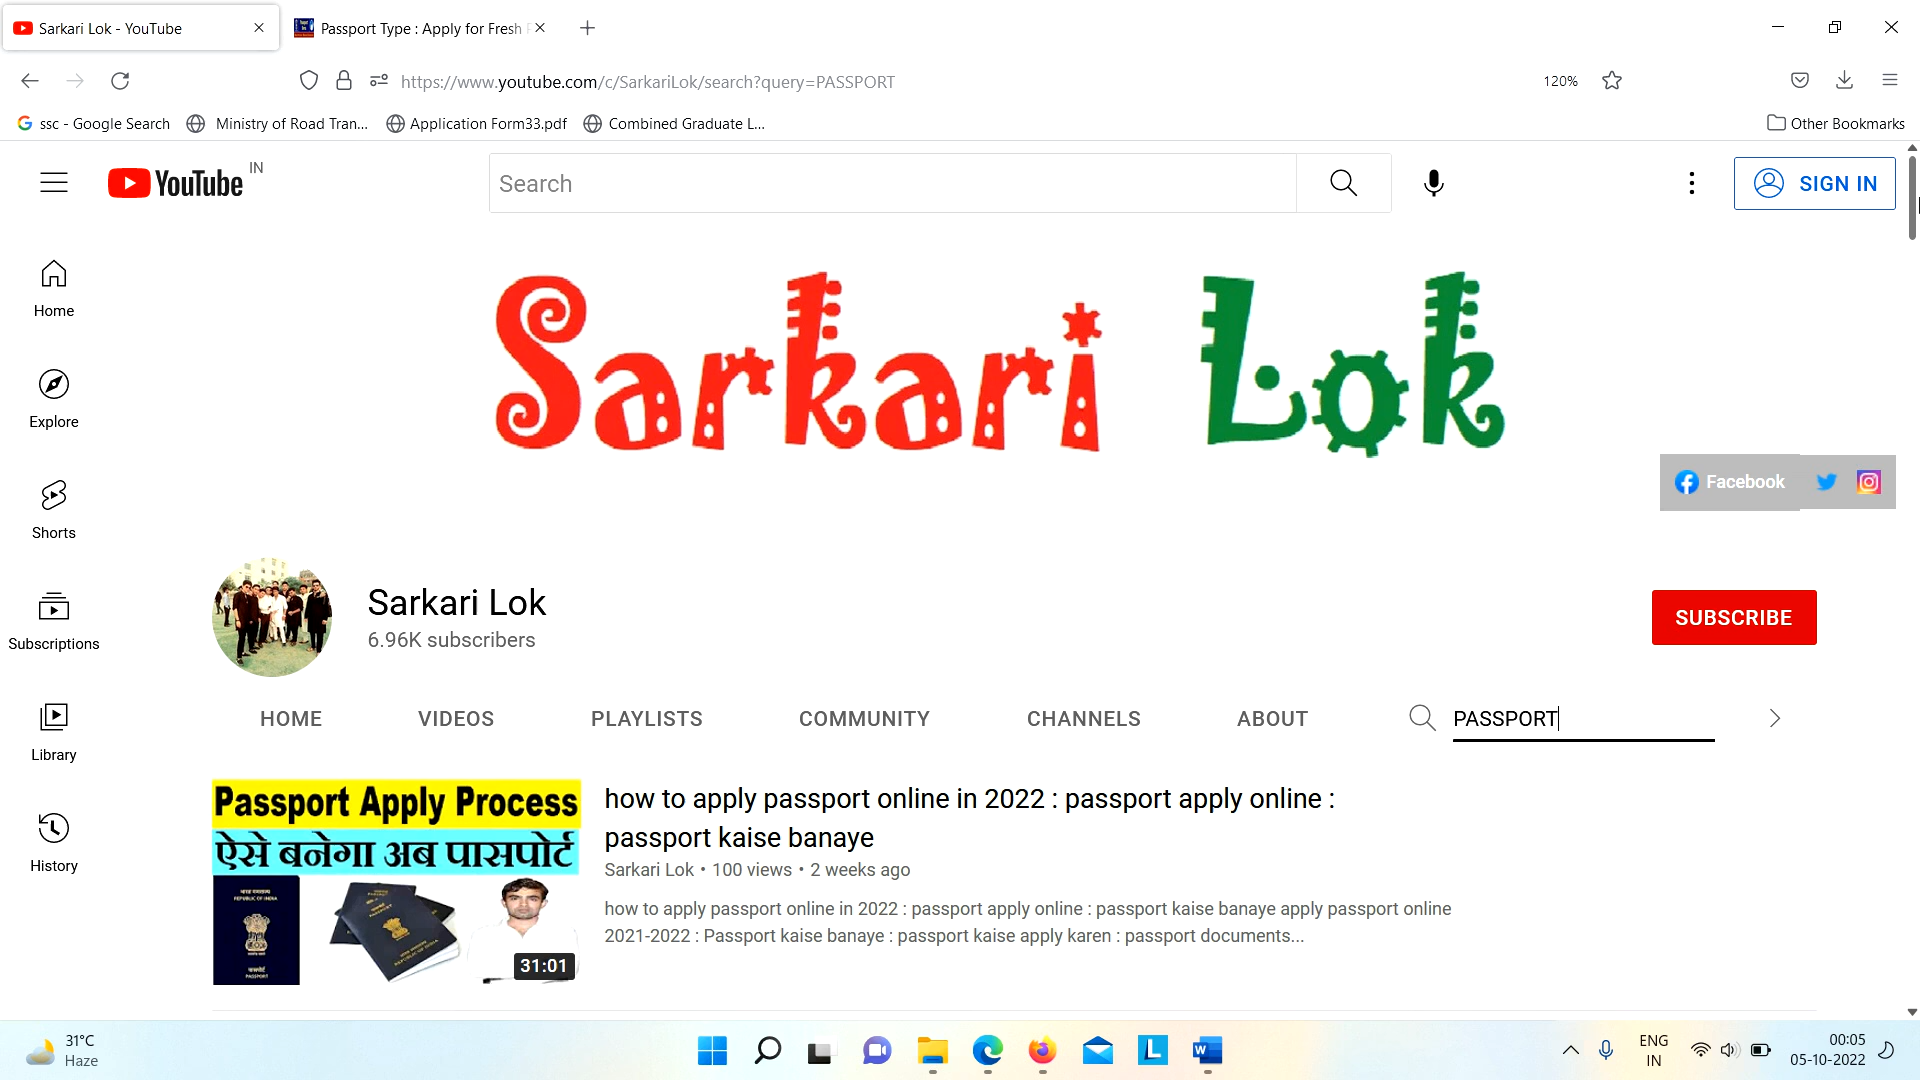 Sarkari Lok - YouTube
Passport Type : Apply for Fresh
https://www.youtube.com/c/SarkariLok/search?query=PASSPORT
120%
ssc - Google Search
Ministry of Road Tran...
Application Form33.pdf
Combined Graduate L...
Other Bookmarks
YouTube IN
Search
SIGN IN
Home
Explore
Shorts
Subscriptions
Library
History
Sarkari Lok
Facebook
Sarkari Lok
6.96K subscribers
SUBSCRIBE
HOME
VIDEOS
PLAYLISTS
COMMUNITY
CHANNELS
ABOUT
PASSPORT
Passport Apply Process
ऐसे बनेगा अब पासपोर्ट
REPUBLIC OF INDIA
पासपोर्ट
PASSPORT
31:01
how to apply passport online in 2022 : passport apply online :
passport kaise banaye
Sarkari Lok • 100 views • 2 weeks ago
how to apply passport online in 2022 : passport apply online : passport kaise banaye apply passport online
2021-2022 : Passport kaise banaye : passport kaise apply karen : passport documents...
31°C
Haze
ENG
IN
00:05
05-10-2022